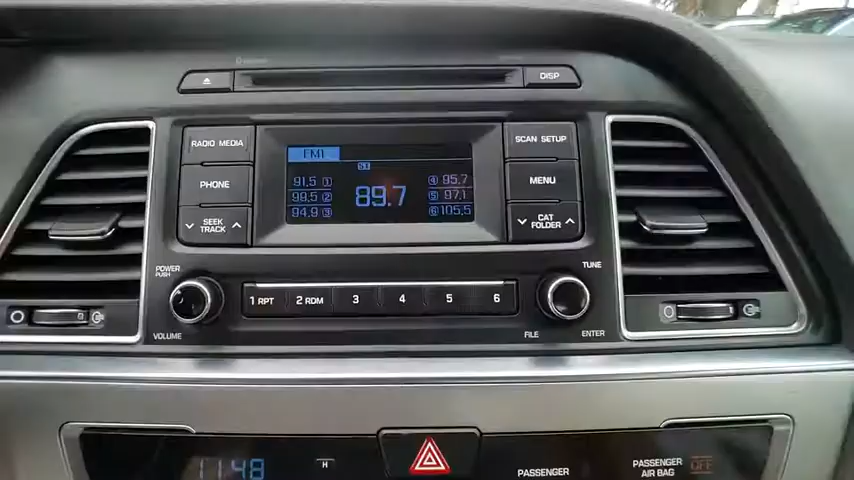 DISP
RADIO MEDIA
PHONE
SEEK
TRACK
FM1
ST
91.5 1
99.5 2
94.9 3
89.7
4 95.7
5 97.1
6 105.5
SCAN SETUP
MENU
CAT
FOLDER
POWER
PUSH
VOLUME
1 RPT
2 RDM
3
4
5
6
TUNE
FILE
ENTER
11:48
PASSENGER
PASSENGER
AIR BAG
OFF